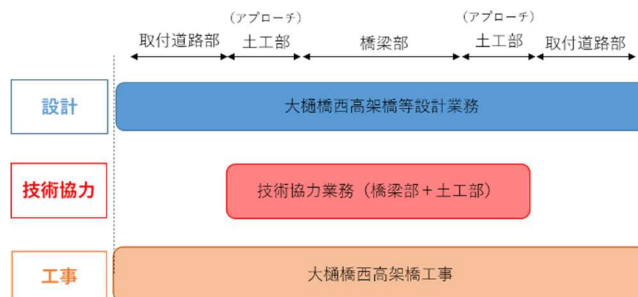 (アプローチ)
(アプローチ)
取付道路部
土工部
橋梁部
土工部
取付道路部
設計
大樋橋西高架橋等設計業務
技術協力
技術協力業務(橋梁部+土工部)
工事
大樋橋西高架橋工事